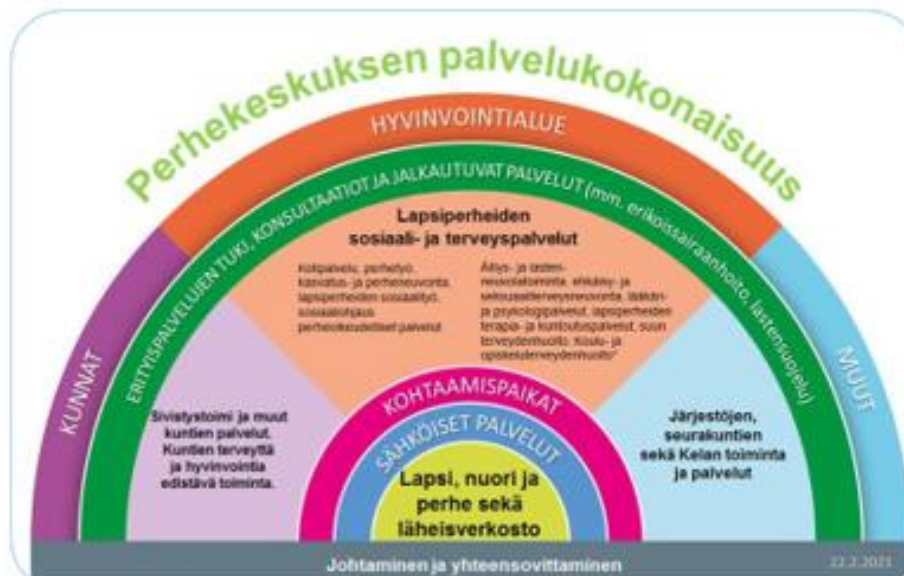 Perhekeskuksen palvelukokonaisuus
HYVINVOINTIALUE
KUNNAT
MUUT
ERITYISPALVELUJEN TUKI, KONSULTAATIOT JA JALKAUTUVAT PALVELUT (mm. erikoissairaanhoito, lastensuojelu)
Lapsiperheiden
sosiaali- ja terveyspalvelut
Kotipalvelu, perhetyö,
kasvatus- ja perheneuvonta,
lapsiperheiden sosiaalityö,
sosiaaliohjaus
perheoikeudelliset palvelut
Äitiys- ja lasten-
neuvolatoiminta, ehkäisy- ja
seksuaaliterveysneuvonta, lääkäri-
ja psykologipalvelut, lapsiperheiden
terapia- ja kuntoutuspalvelut, suun
terveydenhuolto, Koulu- ja
opiskeluterveydenhuolto*
Sivistystoimi ja muut
kuntien palvelut.
Kuntien terveyttä
ja hyvinvointia
edistävä toiminta.
Järjestöjen,
seurakuntien
sekä Kelan toiminta
ja palvelut
KOHTAAMISPAIKAT
SÄHKÖISET PALVELUT
Lapsi, nuori ja
perhe sekä
läheisverkosto
Johtaminen ja yhteensovittaminen
22.2.2023